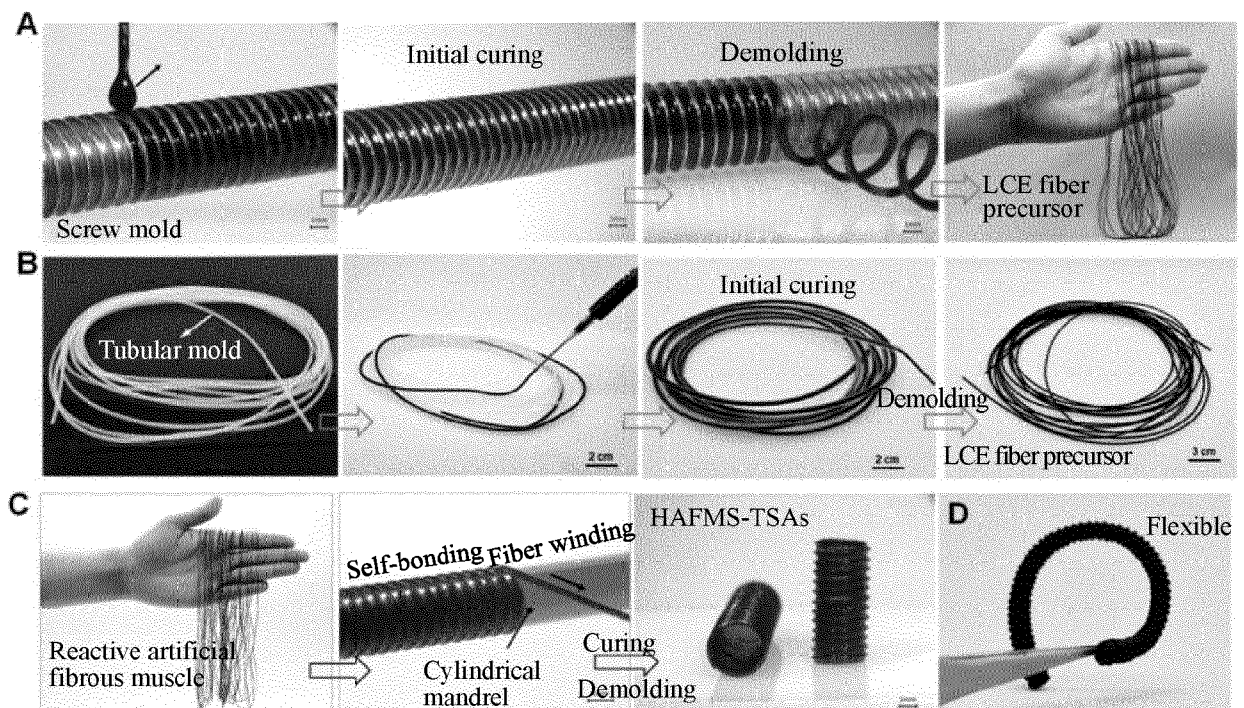 A
Initial curing
Demolding
Screw mold
LCE fiber
precursor
B
Tubular mold
Initial curing
Demolding
2 cm
2 cm
3 cm
LCE fiber precursor
C
Reactive artificial
fibrous muscle
Self-bonding
Fiber winding
Cylindrical
mandrel
Curing
Demolding
HAFMS-TSAs
D
Flexible